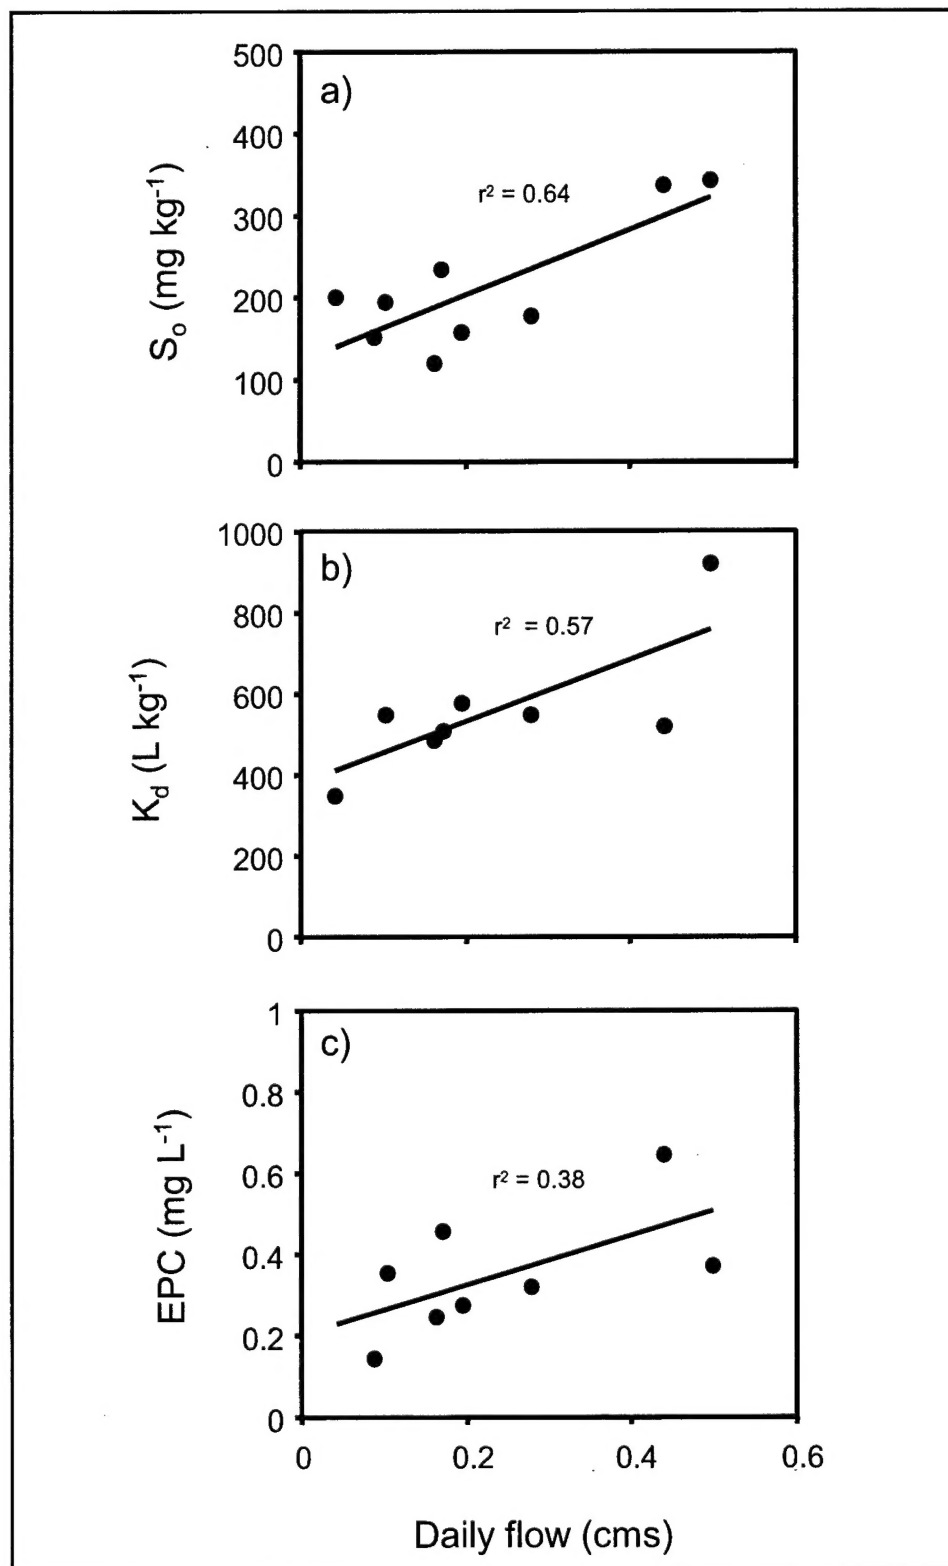 a)
500
400
300
200
100
0
S₀ (mg kg⁻¹)
r² = 0.64
b)
1000
800
600
400
200
0
K_d (L kg⁻¹)
r² = 0.57
c)
1
0.8
0.6
0.4
0.2
0
EPC (mg L⁻¹)
r² = 0.38
0 0.2 0.4 0.6
Daily flow (cms)